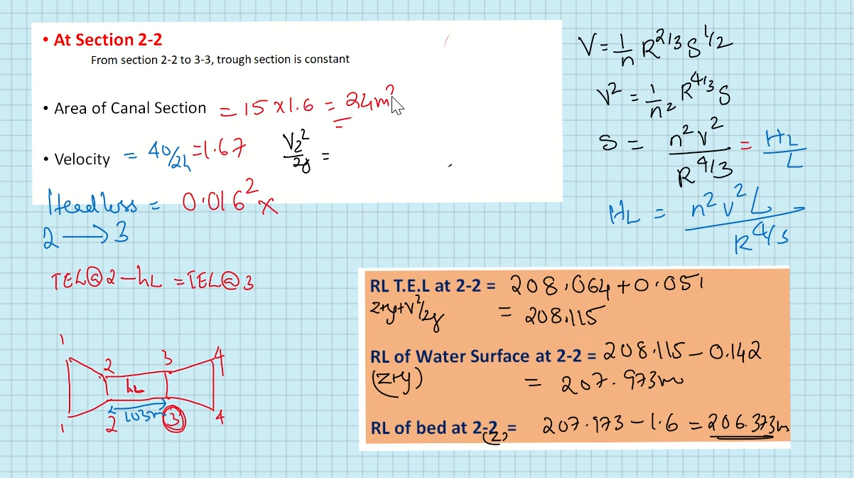 • At Section 2-2
From section 2-2 to 3-3, trough section is constant
• Area of Canal Section = 15 × 1.6 = 24m²
• Velocity = 40/24 = 1.67 V₂²/2g =
Headloss = 0.016² ×
2 → 3
TEL@2 - hL = TEL@3
1 2 3 4
hL
103m
1 2 3 4
V = 1/n R^2/3 S^1/2
V² = 1/n² R^4/3 S
S = n²V²/R^4/3 = HL/L
HL = n²V²L/R^4/3
RL T.E.L at 2-2 = 208.064 + 0.051
z+y+v²/2g = 208.115
RL of Water Surface at 2-2 = 208.115 - 0.142
(z+y) = 207.973m
RL of bed at 2-2 = 207.973 - 1.6 = 206.373m
(z)